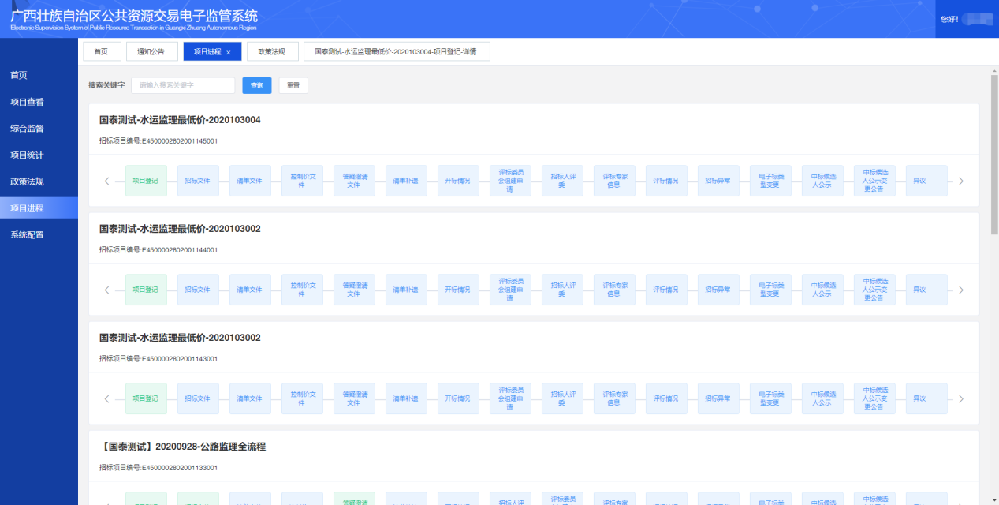 广西壮族自治区公共资源交易电子监管系统
Electronic Supervision System of Public Resource Transaction in Guangxi Zhuang Autonomous Region
您好!
首页
项目查看
综合监督
项目统计
政策法规
项目进程
系统配置
首页 通知公告 项目进程 × 政策法规 国泰测试-水运监理最低价-2020103004-项目登记-详情
搜索关键字 请输入搜索关键字 查询 重置
国泰测试-水运监理最低价-2020103004
招标项目编号:E4500002802001145001
项目登记 招标文件 清单文件 控制价文件 答疑澄清文件 清单补遗 开标情况 评标委员会组建申请 招标人评委 评标专家信息 评标情况 招标异常 电子标类型变更 中标候选人公示 中标候选人公示变更公告 异议
国泰测试-水运监理最低价-2020103002
招标项目编号:E4500002802001144001
项目登记 招标文件 清单文件 控制价文件 答疑澄清文件 清单补遗 开标情况 评标委员会组建申请 招标人评委 评标专家信息 评标情况 招标异常 电子标类型变更 中标候选人公示 中标候选人公示变更公告 异议
国泰测试-水运监理最低价-2020103002
招标项目编号:E4500002802001143001
项目登记 招标文件 清单文件 控制价文件 答疑澄清文件 清单补遗 开标情况 评标委员会组建申请 招标人评委 评标专家信息 评标情况 招标异常 电子标类型变更 中标候选人公示 中标候选人公示变更公告 异议
【国泰测试】20200928-公路监理全流程
招标项目编号:E4500002802001133001
答疑澄清 招标人评 评标委员 评标专家 电子标类 中标候选 中标候选